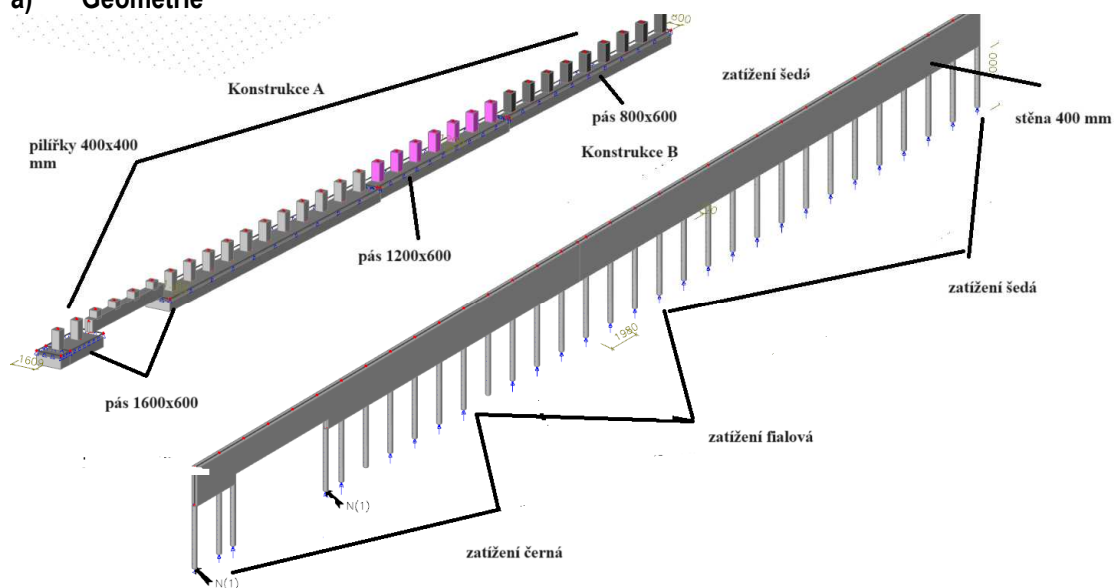 a) Geometrie
800
Konstrukce A
zatížení šedá
pás 800x600
stěna 400 mm
pilířky 400x400
mm
Konstrukce B
pás 1200x600
zatížení šedá
1980
pás 1600x600
zatížení fialová
N(1)
zatížení černá
N(1)